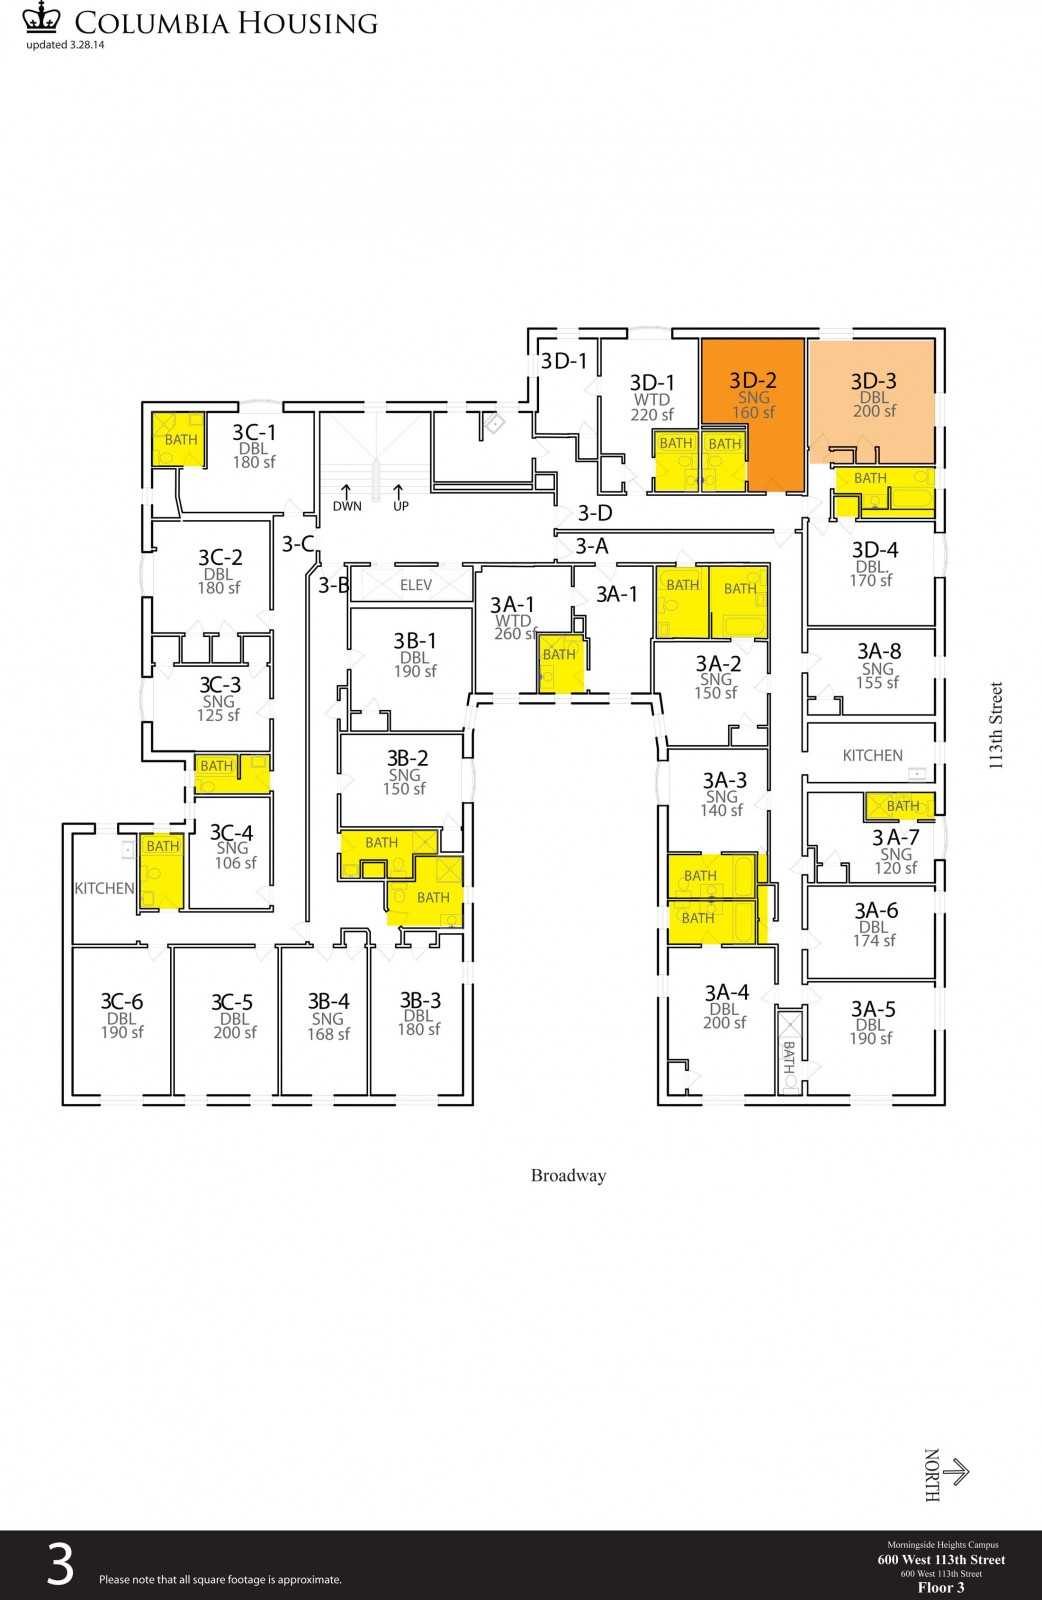 COLUMBIA HOUSING
updated 3.28.14
3D-1
3D-1
WTD
220 sf
3D-2
SNG
160 sf
3D-3
DBL
200 sf
BATH
BATH
BATH
3C-1
DBL
180 sf
BATH
DWN
UP
3-D
3-A
3-C
3-B
ELEV
3C-2
DBL
180 sf
3D-4
DBL.
170 sf
3A-1
WTD
260 sf
3A-1
BATH
BATH
BATH
3B-1
DBL
190 sf
3A-2
SNG
150 sf
3A-8
SNG
155 sf
3C-3
SNG
125 sf
113th Street
KITCHEN
BATH
3B-2
SNG
150 sf
3A-3
SNG
140 sf
BATH
3A-7
SNG
120 sf
3C-4
SNG
106 sf
BATH
BATH
BATH
KITCHEN
BATH
BATH
3A-6
DBL
174 sf
3C-6
DBL
190 sf
3C-5
DBL
200 sf
3B-4
SNG
168 sf
3B-3
DBL
180 sf
3A-4
DBL
200 sf
BATH
3A-5
DBL
190 sf
Broadway
NORTH
3
Please note that all square footage is approximate.
Morningside Heights Campus
600 West 113th Street
600 West 113th Street
Floor 3